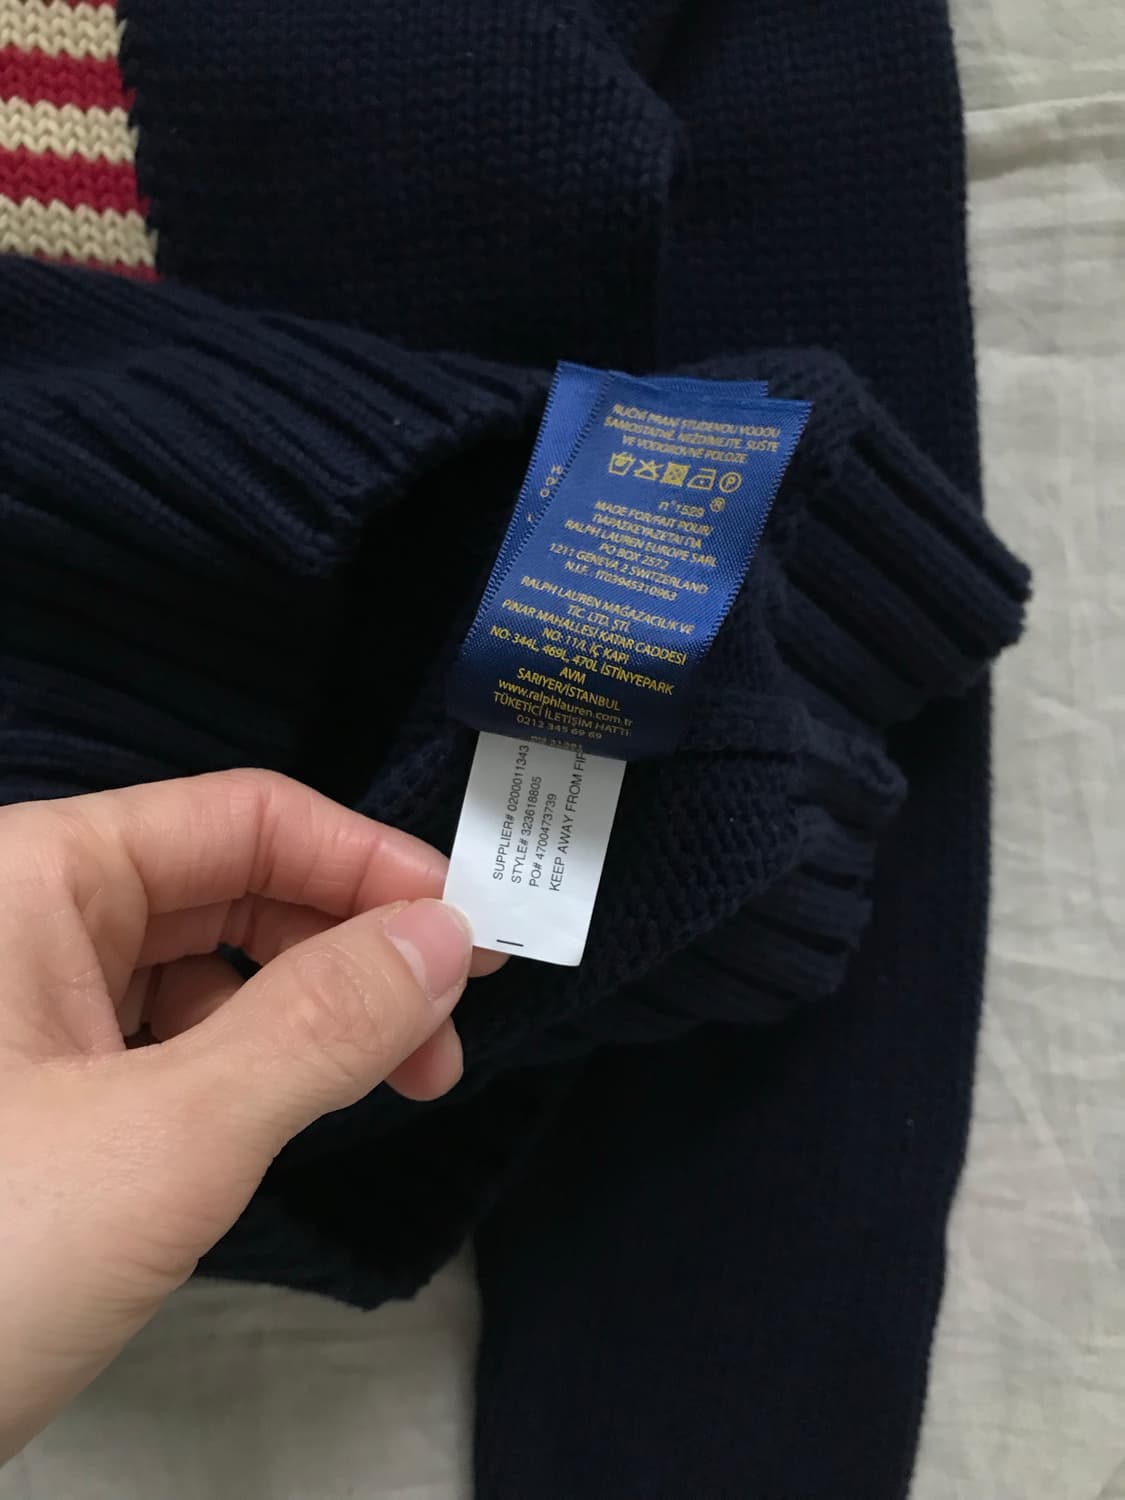 RUČNÍ PRANÍ STUDENOU VODOU
SAMOSTATNĚ, NEŽDÍMEJTE, SUŠTE
VE VODOROVNÉ POLOZE
P
n°1529 ®
MADE FOR/FAIT POUR/
ΠΑΡΑΣΚΕΥΑΖΕΤΑΙ ΓΙΑ
RALPH LAUREN EUROPE SARL
PO BOX 2572
1211 GENEVA 2 SWITZERLAND
N.I.F. IT03945310963
RALPH LAUREN MAĞAZACILIK VE
TİC. LTD. ŞTİ.
PINAR MAHALLESİ KATAR CADDESİ
NO: 11/L İÇ KAPI
NO: 344L, 469L, 470L İSTİNYEPARK
AVM
SARIYER/İSTANBUL
www.ralphlauren.com.tr
TÜKETİCİ İLETİŞİM HATTI:
0212 345 69 69
SUPPLIER# 0200011343
STYLE# 323618805
PO# 4700473739
KEEP AWAY FROM FIR